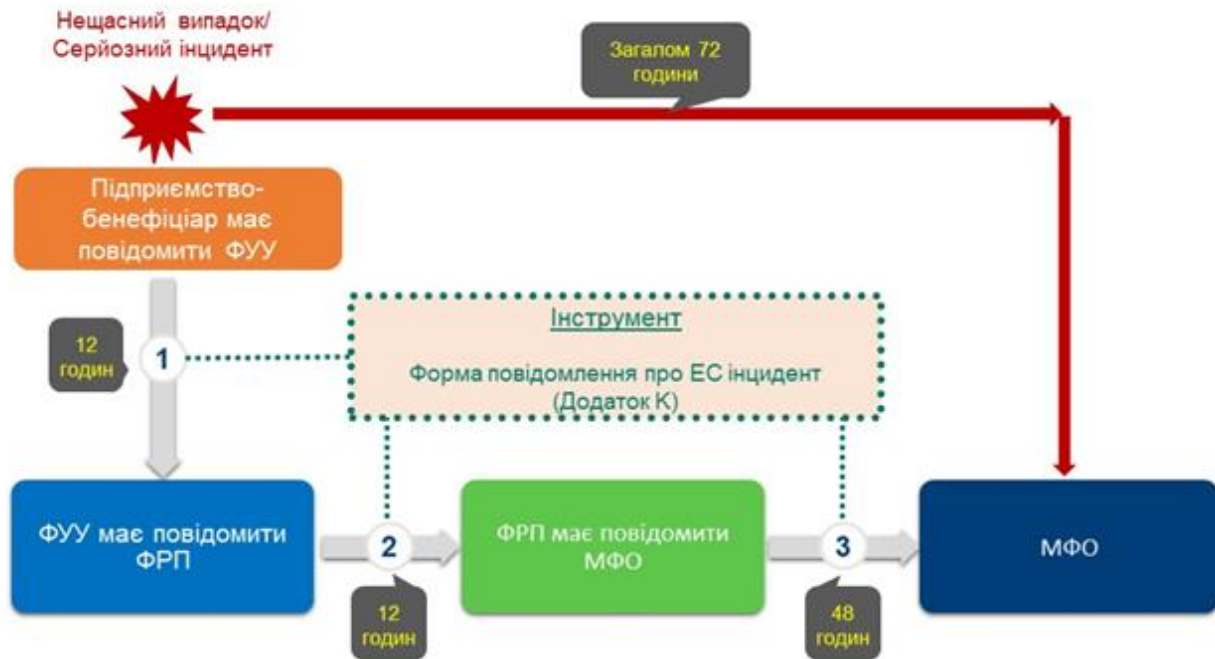 Нещасний випадок/
Серйозний інцидент
Загалом 72
години
Підприємство-
бенефіціар має
повідомити ФУУ
12
годин
1
Інструмент
Форма повідомлення про ЕС інцидент
(Додаток К)
ФУУ має повідомити
ФРП
2
12
годин
ФРП має повідомити
МФО
3
48
годин
МФО